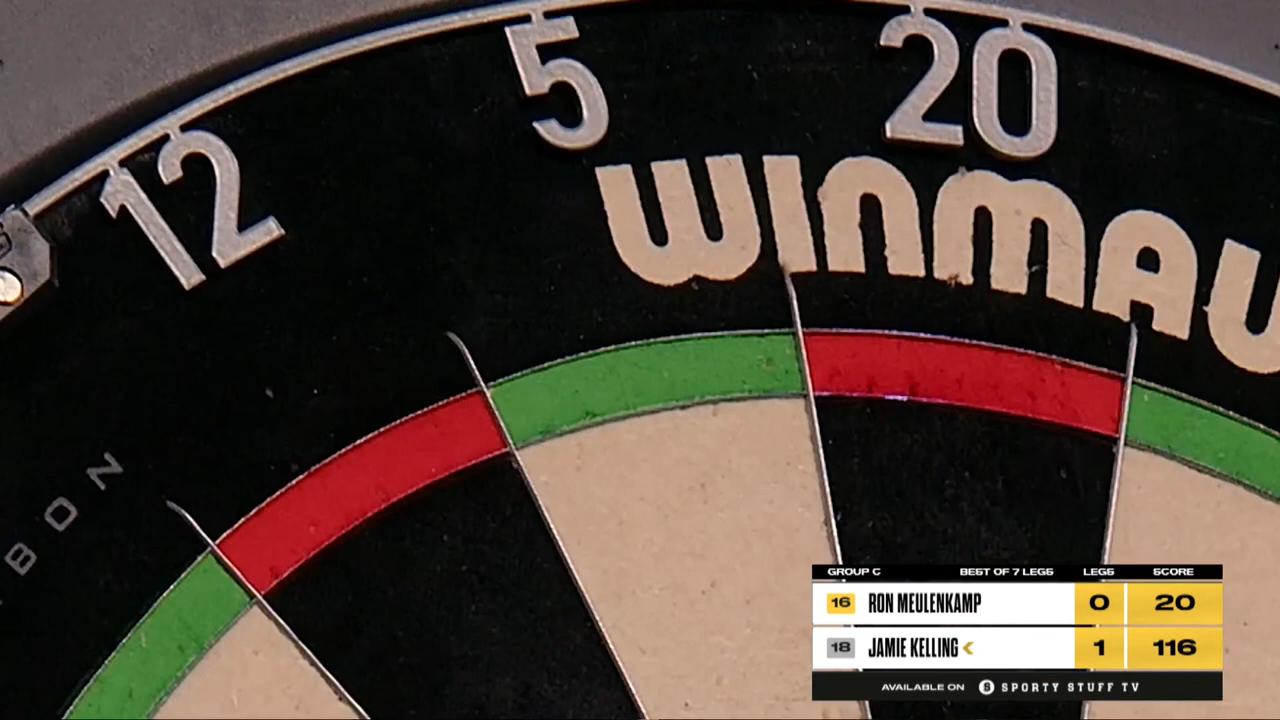 5
20
12
WINMAU
BON
GROUP C BEST OF 7 LEGS LEGS SCORE
16 RON MEULENKAMP 0 20
18 JAMIE KELLING 1 116
AVAILABLE ON S SPORTY STUFF TV